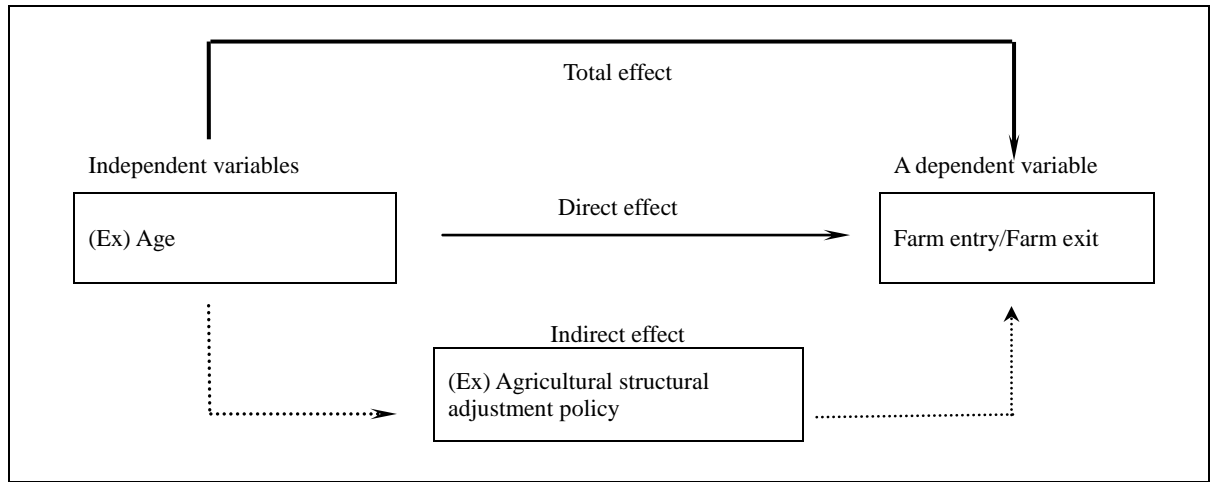 Total effect
Independent variables
A dependent variable
(Ex) Age
Direct effect
Farm entry/Farm exit
Indirect effect
(Ex) Agricultural structural
adjustment policy